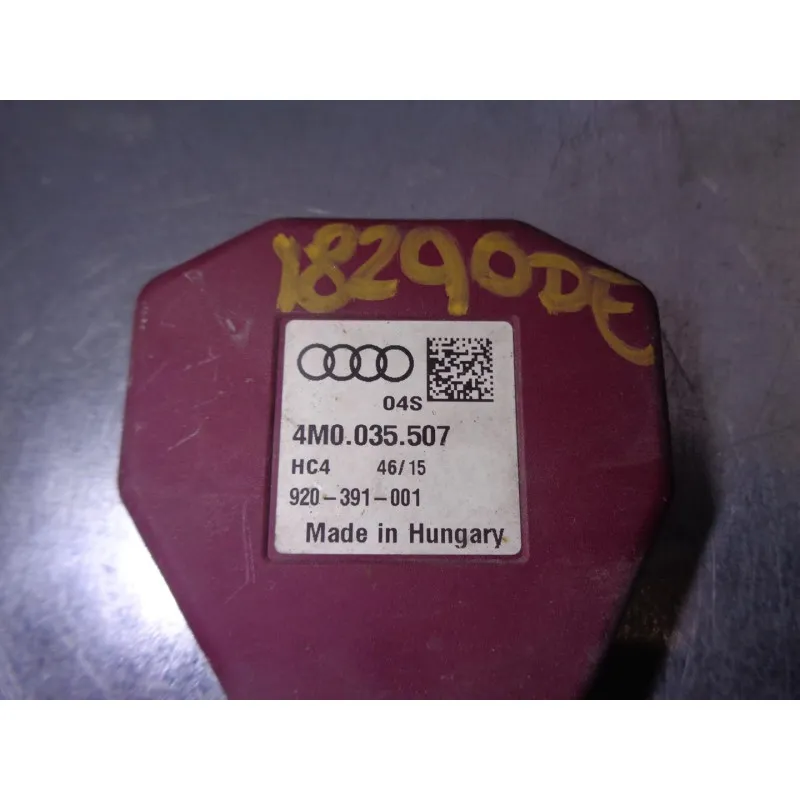 18290DE
04S
4M0.035.507
HC4 46/15
920-391-001
Made in Hungary